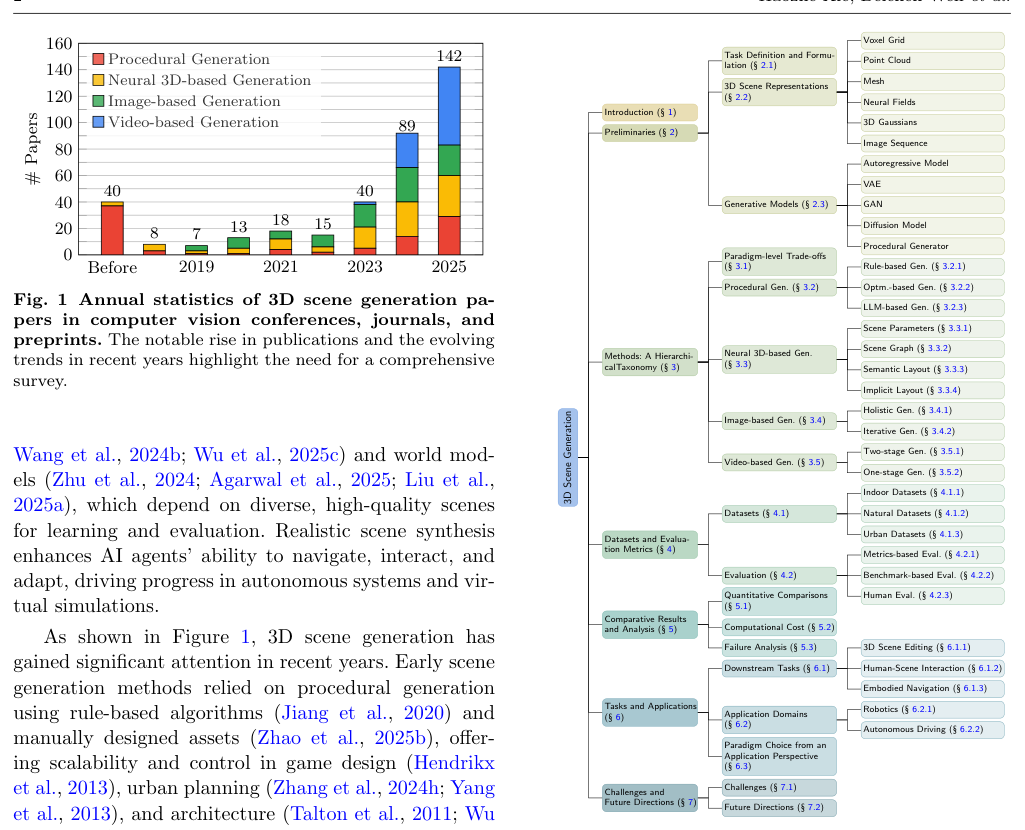 160
140
120
100
80
60
40
20
0
# Papers
Procedural Generation
Neural 3D-based Generation
Image-based Generation
Video-based Generation
40
8
7
13
18
15
40
89
142
Before
2019
2021
2023
2025
Fig. 1 Annual statistics of 3D scene generation pa-
pers in computer vision conferences, journals, and
preprints. The notable rise in publications and the evolving
trends in recent years highlight the need for a comprehensive
survey.
Wang et al., 2024b; Wu et al., 2025c) and world mod-
els (Zhu et al., 2024; Agarwal et al., 2025; Liu et al.,
2025a), which depend on diverse, high-quality scenes
for learning and evaluation. Realistic scene synthesis
enhances AI agents' ability to navigate, interact, and
adapt, driving progress in autonomous systems and vir-
tual simulations.
As shown in Figure 1, 3D scene generation has
gained significant attention in recent years. Early scene
generation methods relied on procedural generation
using rule-based algorithms (Jiang et al., 2020) and
manually designed assets (Zhao et al., 2025b), offer-
ing scalability and control in game design (Hendrikx
et al., 2013), urban planning (Zhang et al., 2024h; Yang
et al., 2013), and architecture (Talton et al., 2011; Wu
3D Scene Generation
Introduction (§ 1)
Preliminaries (§ 2)
Task Definition and Formu-
lation (§ 2.1)
3D Scene Representations
(§ 2.2)
Voxel Grid
Point Cloud
Mesh
Neural Fields
3D Gaussians
Image Sequence
Generative Models (§ 2.3)
Autoregressive Model
VAE
GAN
Diffusion Model
Procedural Generator
Methods: A Hierarchi-
calTaxonomy (§ 3)
Paradigm-level Trade-offs
(§ 3.1)
Procedural Gen. (§ 3.2)
Rule-based Gen. (§ 3.2.1)
Optm.-based Gen. (§ 3.2.2)
LLM-based Gen. (§ 3.2.3)
Neural 3D-based Gen.
(§ 3.3)
Scene Parameters (§ 3.3.1)
Scene Graph (§ 3.3.2)
Semantic Layout (§ 3.3.3)
Implicit Layout (§ 3.3.4)
Image-based Gen. (§ 3.4)
Holistic Gen. (§ 3.4.1)
Iterative Gen. (§ 3.4.2)
Video-based Gen. (§ 3.5)
Two-stage Gen. (§ 3.5.1)
One-stage Gen. (§ 3.5.2)
Datasets and Evalua-
tion Metrics (§ 4)
Datasets (§ 4.1)
Indoor Datasets (§ 4.1.1)
Natural Datasets (§ 4.1.2)
Urban Datasets (§ 4.1.3)
Evaluation (§ 4.2)
Metrics-based Eval. (§ 4.2.1)
Benchmark-based Eval. (§ 4.2.2)
Human Eval. (§ 4.2.3)
Comparative Results
and Analysis (§ 5)
Quantitative Comparisons
(§ 5.1)
Computational Cost (§ 5.2)
Failure Analysis (§ 5.3)
Tasks and Applications
(§ 6)
Downstream Tasks (§ 6.1)
3D Scene Editing (§ 6.1.1)
Human-Scene Interaction (§ 6.1.2)
Embodied Navigation (§ 6.1.3)
Application Domains
(§ 6.2)
Robotics (§ 6.2.1)
Autonomous Driving (§ 6.2.2)
Paradigm Choice from an
Application Perspective
(§ 6.3)
Challenges and
Future Directions (§ 7)
Challenges (§ 7.1)
Future Directions (§ 7.2)